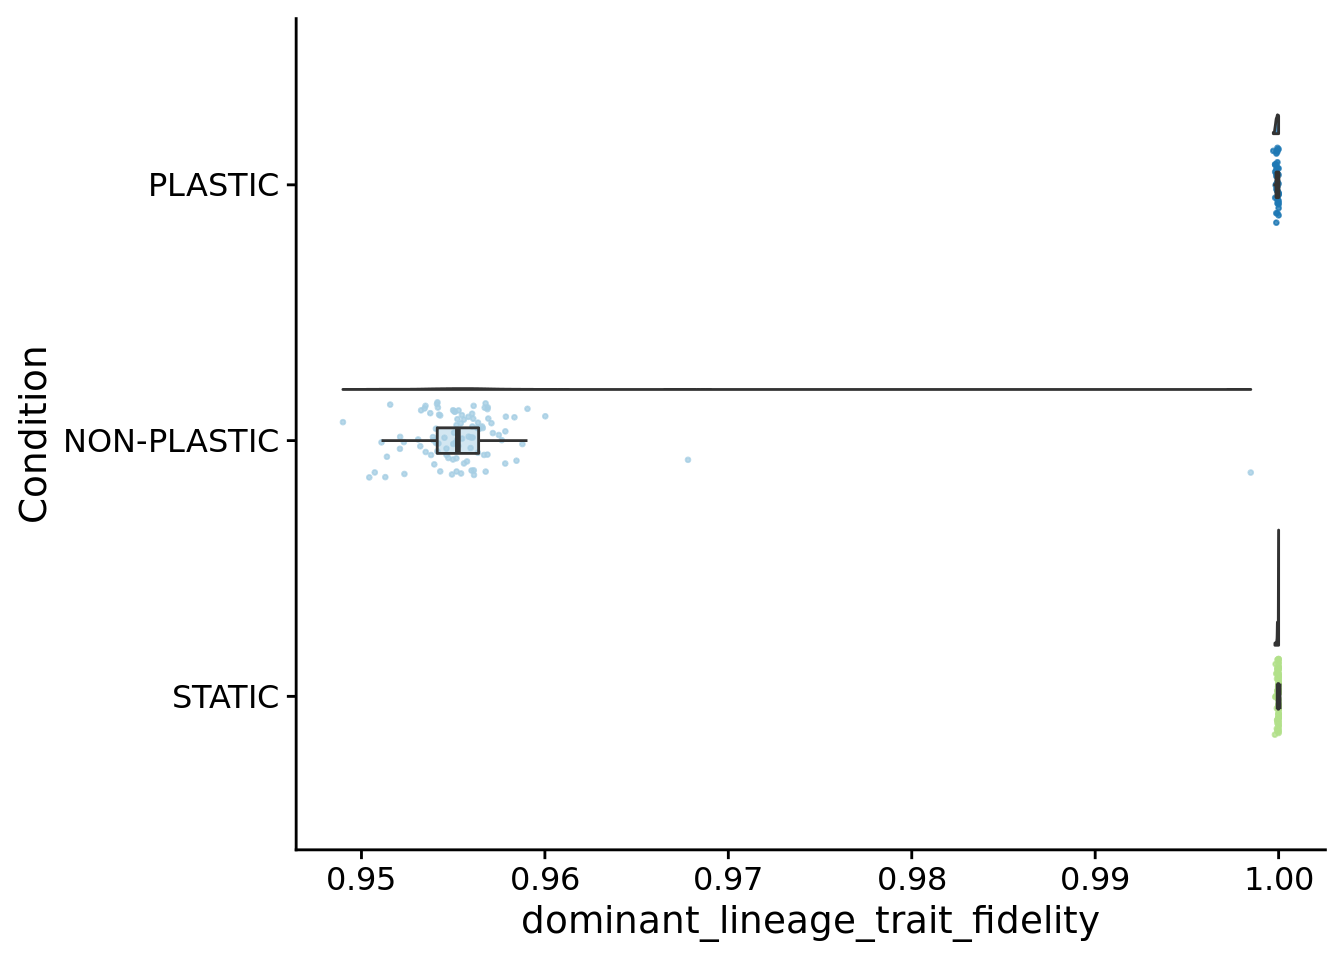 PLASTIC
NON-PLASTIC
STATIC
Condition
0.95 0.96 0.97 0.98 0.99 1.00
dominant_lineage_trait_fidelity